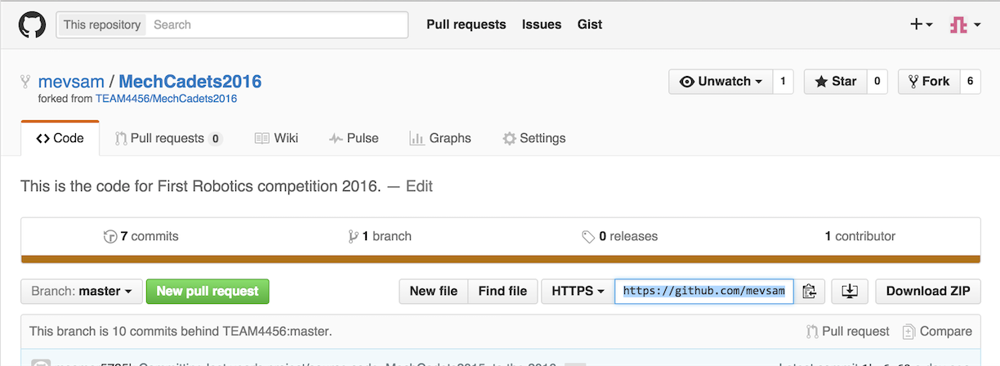 This repository Search Pull requests Issues Gist
mevsam / MechCadets2016 Unwatch 1 Star 0 Fork 6
forked from TEAM4456/MechCadets2016
Code Pull requests 0 Wiki Pulse Graphs Settings
This is the code for First Robotics competition 2016. — Edit
7 commits 1 branch 0 releases 1 contributor
Branch: master New pull request New file Find file HTTPS https://github.com/mevsam Download ZIP
This branch is 10 commits behind TEAM4456:master. Pull request Compare